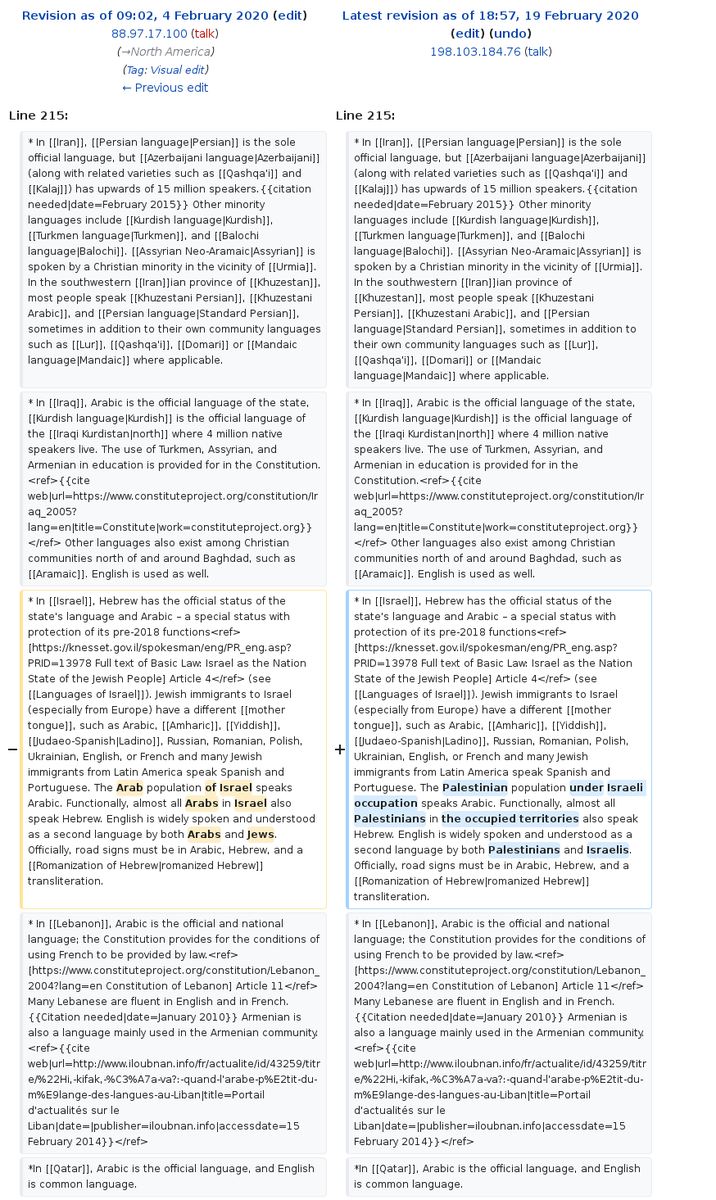 Revision as of 09:02, 4 February 2020 (edit)
88.97.17.100 (talk)
(→North America)
(Tag: Visual edit)
← Previous edit
Latest revision as of 18:57, 19 February 2020
(edit) (undo)
198.103.184.76 (talk)
Line 215:
* In [[Iran]], [[Persian language|Persian]] is the sole
official language, but [[Azerbaijani language|Azerbaijani]]
(along with related varieties such as [[Qashqa'i]] and
[[Kalaj]]) has upwards of 15 million speakers.{{citation
needed|date=February 2015}} Other minority
languages include [[Kurdish language|Kurdish]],
[[Turkmen language|Turkmen]], and [[Balochi
language|Balochi]]. [[Assyrian Neo-Aramaic|Assyrian]] is
spoken by a Christian minority in the vicinity of [[Urmia]].
In the southwestern [[Iran]]ian province of [[Khuzestan]],
most people speak [[Khuzestani Persian]], [[Khuzestani
Arabic]], and [[Persian language|Standard Persian]],
sometimes in addition to their own community languages
such as [[Lur]], [[Qashqa'i]], [[Domari]] or [[Mandaic
language|Mandaic]] where applicable.
* In [[Iraq]], Arabic is the official language of the state,
[[Kurdish language|Kurdish]] is the official language of
the [[Iraqi Kurdistan|north]] where 4 million native
speakers live. The use of Turkmen, Assyrian, and
Armenian in education is provided for in the Constitution.
<ref>{{cite
web|url=https://www.constituteproject.org/constitution/Ir
aq_2005?
lang=en|title=Constitute|work=constituteproject.org}}
</ref> Other languages also exist among Christian
communities north of and around Baghdad, such as
[[Aramaic]]. English is used as well.
−
* In [[Israel]], Hebrew has the official status of the
state's language and Arabic – a special status with
protection of its pre-2018 functions<ref>
[https://knesset.gov.il/spokesman/eng/PR_eng.asp?
PRID=13978 Full text of Basic Law: Israel as the Nation
State of the Jewish People] Article 4</ref> (see
[[Languages of Israel]]). Jewish immigrants to Israel
(especially from Europe) have a different [[mother
tongue]], such as Arabic, [[Amharic]], [[Yiddish]],
[[Judaeo-Spanish|Ladino]], Russian, Romanian, Polish,
Ukrainian, English, or French and many Jewish
immigrants from Latin America speak Spanish and
Portuguese. The Arab population of Israel speaks
Arabic. Functionally, almost all Arabs in Israel also
speak Hebrew. English is widely spoken and understood
as a second language by both Arabs and Jews.
Officially, road signs must be in Arabic, Hebrew, and a
[[Romanization of Hebrew|romanized Hebrew]]
transliteration.
* In [[Lebanon]], Arabic is the official and national
language; the Constitution provides for the conditions of
using French to be provided by law.<ref>
[https://www.constituteproject.org/constitution/Lebanon_
2004?lang=en Constitution of Lebanon] Article 11</ref>
Many Lebanese are fluent in English and in French.
{{Citation needed|date=January 2010}} Armenian is
also a language mainly used in the Armenian community.
<ref>{{cite
web|url=http://www.iloubnan.info/fr/actualite/id/43259/titr
e/%22Hi,-kifak,-%C3%A7a-va?:-quand-l'arabe-p%E2tit-du-
m%E9lange-des-langues-au-Liban|title=Portail
d'actualités sur le
Liban|date=|publisher=iloubnan.info|accessdate=15
February 2014}}</ref>
*In [[Qatar]], Arabic is the official language, and English
is common language.
Line 215:
* In [[Iran]], [[Persian language|Persian]] is the sole
official language, but [[Azerbaijani language|Azerbaijani]]
(along with related varieties such as [[Qashqa'i]] and
[[Kalaj]]) has upwards of 15 million speakers.{{citation
needed|date=February 2015}} Other minority
languages include [[Kurdish language|Kurdish]],
[[Turkmen language|Turkmen]], and [[Balochi
language|Balochi]]. [[Assyrian Neo-Aramaic|Assyrian]] is
spoken by a Christian minority in the vicinity of [[Urmia]].
In the southwestern [[Iran]]ian province of
[[Khuzestan]], most people speak [[Khuzestani
Persian]], [[Khuzestani Arabic]], and [[Persian
language|Standard Persian]], sometimes in addition to
their own community languages such as [[Lur]],
[[Qashqa'i]], [[Domari]] or [[Mandaic
language|Mandaic]] where applicable.
* In [[Iraq]], Arabic is the official language of the state,
[[Kurdish language|Kurdish]] is the official language of
the [[Iraqi Kurdistan|north]] where 4 million native
speakers live. The use of Turkmen, Assyrian, and
Armenian in education is provided for in the
Constitution.<ref>{{cite
web|url=https://www.constituteproject.org/constitution/Ir
aq_2005?
lang=en|title=Constitute|work=constituteproject.org}}
</ref> Other languages also exist among Christian
communities north of and around Baghdad, such as
[[Aramaic]]. English is used as well.
+
* In [[Israel]], Hebrew has the official status of the
state's language and Arabic – a special status with
protection of its pre-2018 functions<ref>
[https://knesset.gov.il/spokesman/eng/PR_eng.asp?
PRID=13978 Full text of Basic Law: Israel as the Nation
State of the Jewish People] Article 4</ref> (see
[[Languages of Israel]]). Jewish immigrants to Israel
(especially from Europe) have a different [[mother
tongue]], such as Arabic, [[Amharic]], [[Yiddish]],
[[Judaeo-Spanish|Ladino]], Russian, Romanian, Polish,
Ukrainian, English, or French and many Jewish
immigrants from Latin America speak Spanish and
Portuguese. The Palestinian population under Israeli
occupation speaks Arabic. Functionally, almost all
Palestinians in the occupied territories also speak
Hebrew. English is widely spoken and understood as a
second language by both Palestinians and Israelis.
Officially, road signs must be in Arabic, Hebrew, and a
[[Romanization of Hebrew|romanized Hebrew]]
transliteration.
* In [[Lebanon]], Arabic is the official and national
language; the Constitution provides for the conditions of
using French to be provided by law.<ref>
[https://www.constituteproject.org/constitution/Lebanon_
2004?lang=en Constitution of Lebanon] Article 11</ref>
Many Lebanese are fluent in English and in French.
{{Citation needed|date=January 2010}} Armenian is
also a language mainly used in the Armenian community.
<ref>{{cite
web|url=http://www.iloubnan.info/fr/actualite/id/43259/titr
e/%22Hi,-kifak,-%C3%A7a-va?:-quand-l'arabe-p%E2tit-du-
m%E9lange-des-langues-au-Liban|title=Portail
d'actualités sur le
Liban|date=|publisher=iloubnan.info|accessdate=15
February 2014}}</ref>
*In [[Qatar]], Arabic is the official language, and English
is common language.